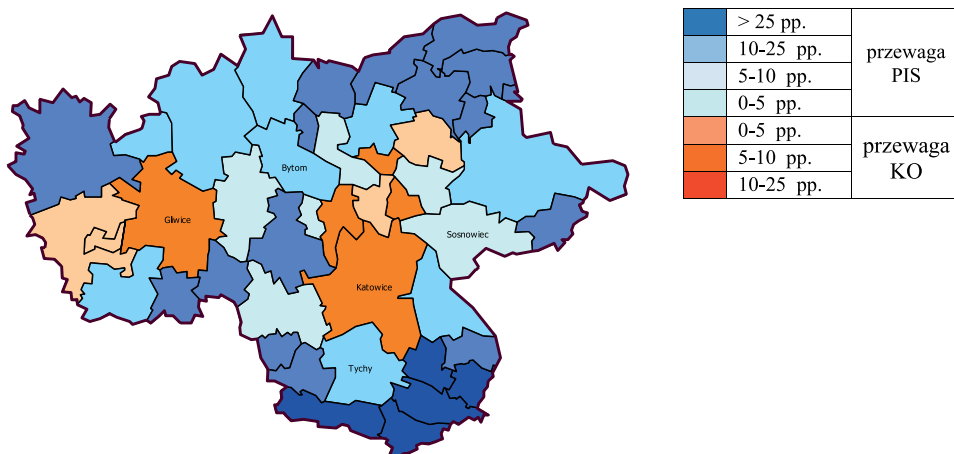 Bytom
Gliwice
Sosnowiec
Katowice
Tychy
> 25 pp.
10-25 pp.
5-10 pp.
0-5 pp.
przewaga
PIS
0-5 pp.
5-10 pp.
10-25 pp.
przewaga
KO